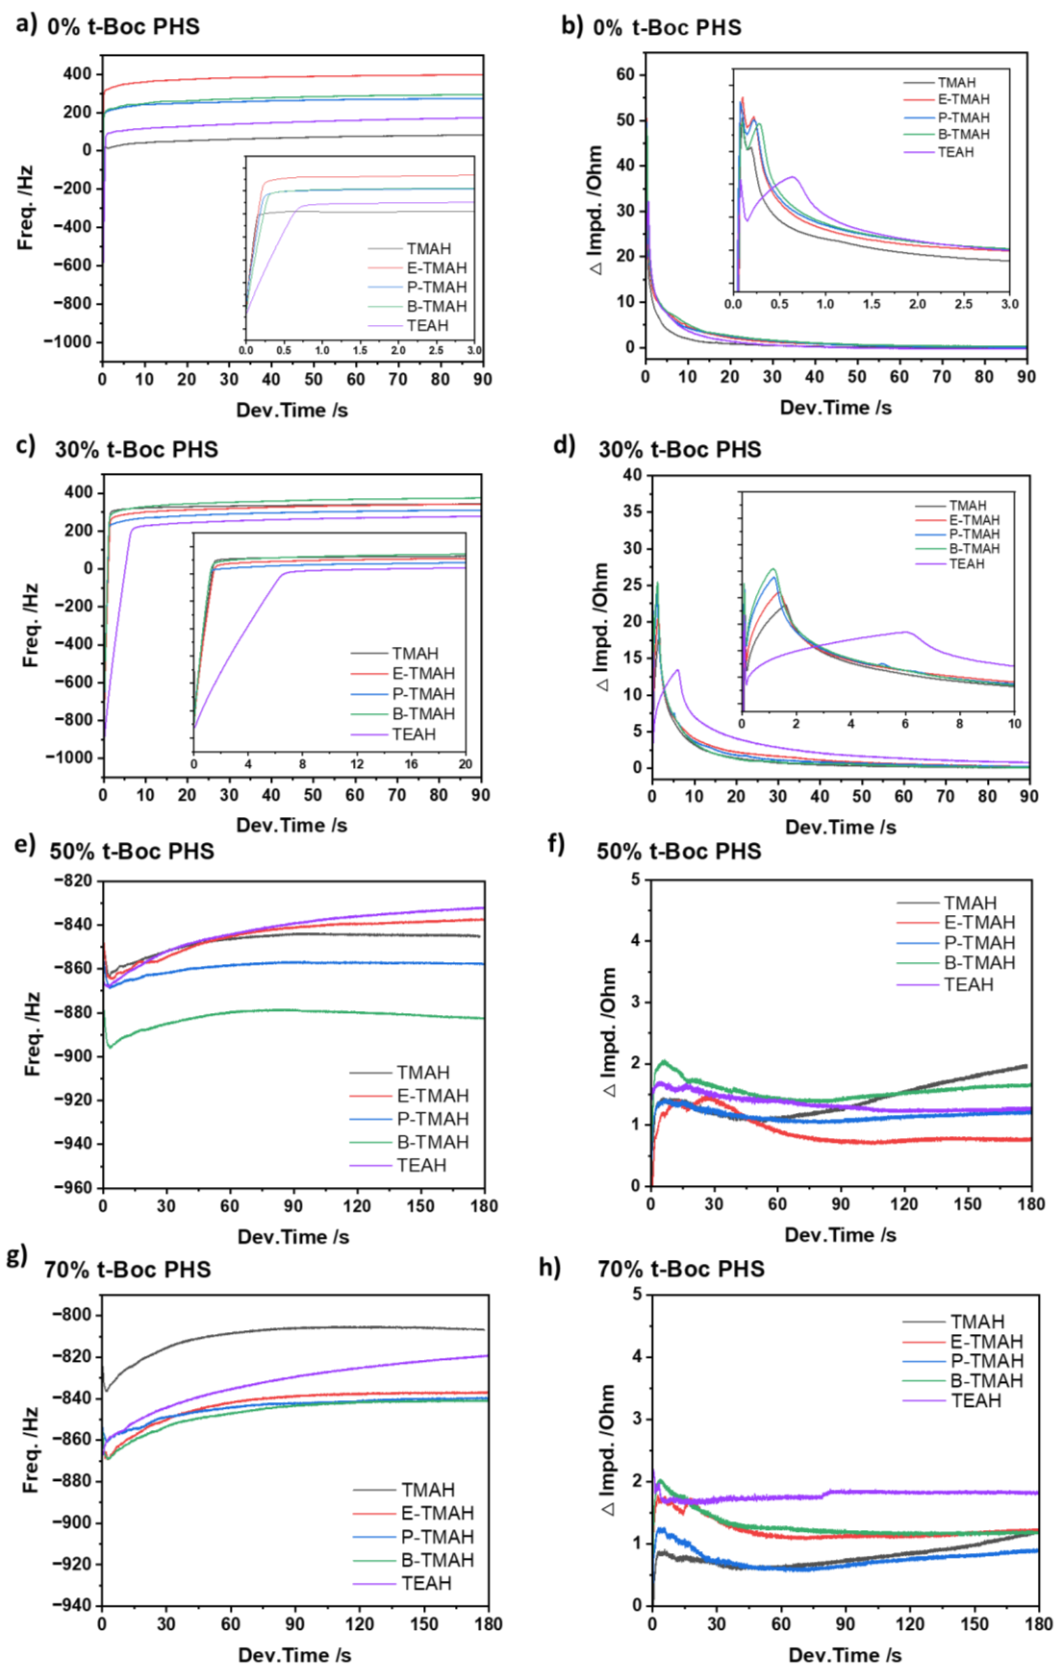 a) 0% t-Boc PHS
400
200
0
−200
−400
−600
−800
−1000
Freq. /Hz
TMAH
E-TMAH
P-TMAH
B-TMAH
TEAH
0.0 0.5 1.0 1.5 2.0 2.5 3.0
0 10 20 30 40 50 60 70 80 90
Dev.Time /s
b) 0% t-Boc PHS
60
50
40
30
20
10
0
△ Impd. /Ohm
TMAH
E-TMAH
P-TMAH
B-TMAH
TEAH
0.0 0.5 1.0 1.5 2.0 2.5 3.0
0 10 20 30 40 50 60 70 80 90
Dev.Time /s
c) 30% t-Boc PHS
400
200
0
−200
−400
−600
−800
−1000
Freq. /Hz
TMAH
E-TMAH
P-TMAH
B-TMAH
TEAH
0 4 8 12 16 20
0 10 20 30 40 50 60 70 80 90
Dev.Time /s
d) 30% t-Boc PHS
40
35
30
25
20
15
10
5
0
△ Impd. /Ohm
TMAH
E-TMAH
P-TMAH
B-TMAH
TEAH
0 2 4 6 8 10
0 10 20 30 40 50 60 70 80 90
Dev.Time /s
e) 50% t-Boc PHS
−820
−840
−860
−880
−900
−920
−940
−960
Freq. /Hz
TMAH
E-TMAH
P-TMAH
B-TMAH
TEAH
0 30 60 90 120 150 180
Dev.Time /s
f) 50% t-Boc PHS
5
4
3
2
1
0
△ Impd. /Ohm
TMAH
E-TMAH
P-TMAH
B-TMAH
TEAH
0 30 60 90 120 150 180
Dev.Time /s
g) 70% t-Boc PHS
−800
−820
−840
−860
−880
−900
−920
−940
Freq. /Hz
TMAH
E-TMAH
P-TMAH
B-TMAH
TEAH
0 30 60 90 120 150 180
Dev.Time /s
h) 70% t-Boc PHS
5
4
3
2
1
0
△ Impd. /Ohm
TMAH
E-TMAH
P-TMAH
B-TMAH
TEAH
0 30 60 90 120 150 180
Dev.Time /s